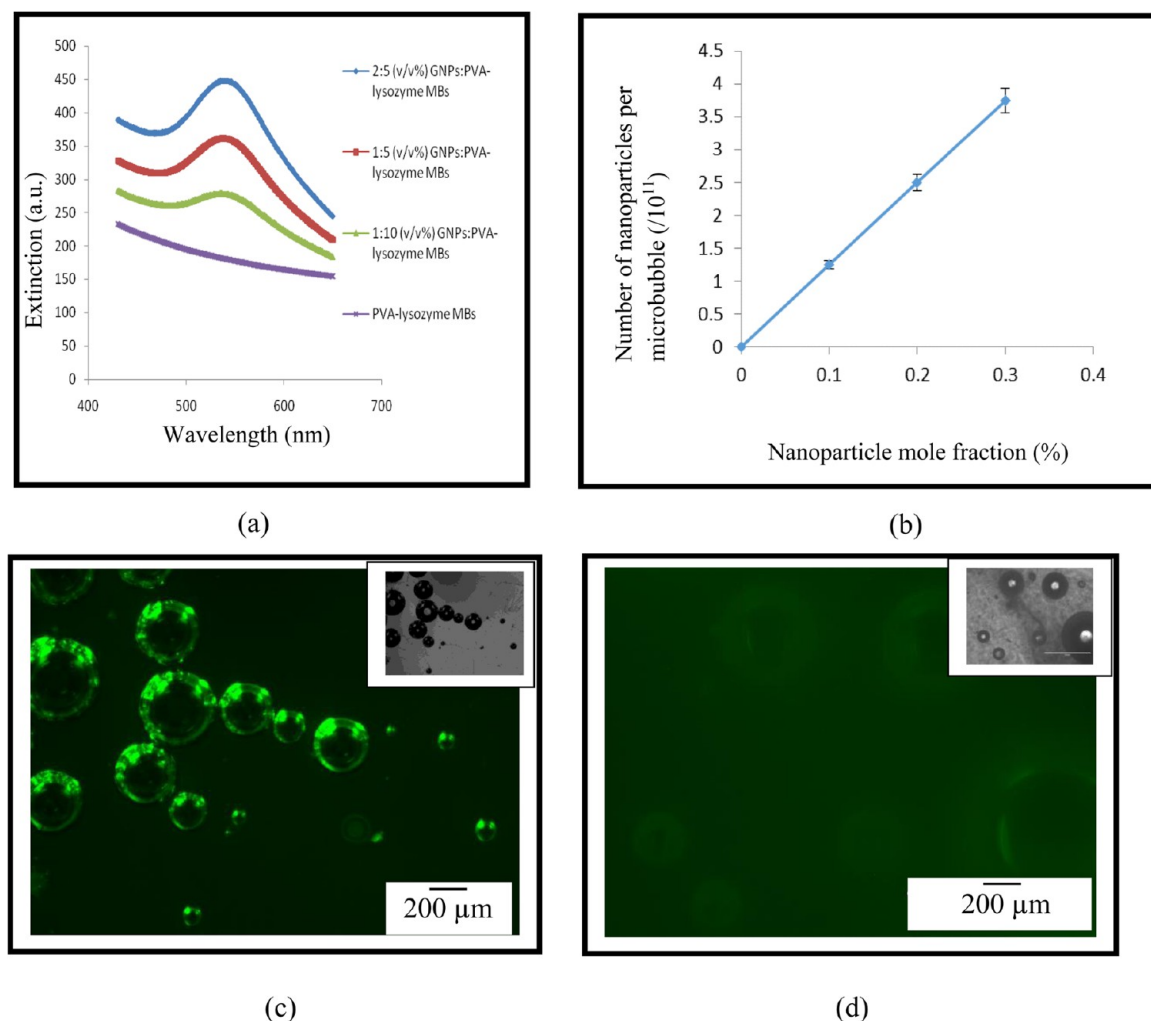 500
450
400
350
300
250
200
150
100
50
0
400
500
600
700
Extinction (a.u.)
Wavelength (nm)
2:5 (v/v%) GNPs:PVA-
lysozyme MBs
1:5 (v/v%) GNPs:PVA-
lysozyme MBs
1:10 (v/v%) GNPs:PVA-
lysozyme MBs
PVA-lysozyme MBs
(a)
4.5
4
3.5
3
2.5
2
1.5
1
0.5
0
0
0.1
0.2
0.3
0.4
Number of nanoparticles per
microbubble (/10¹¹)
Nanoparticle mole fraction (%)
(b)
200 µm
(c)
200 µm
(d)